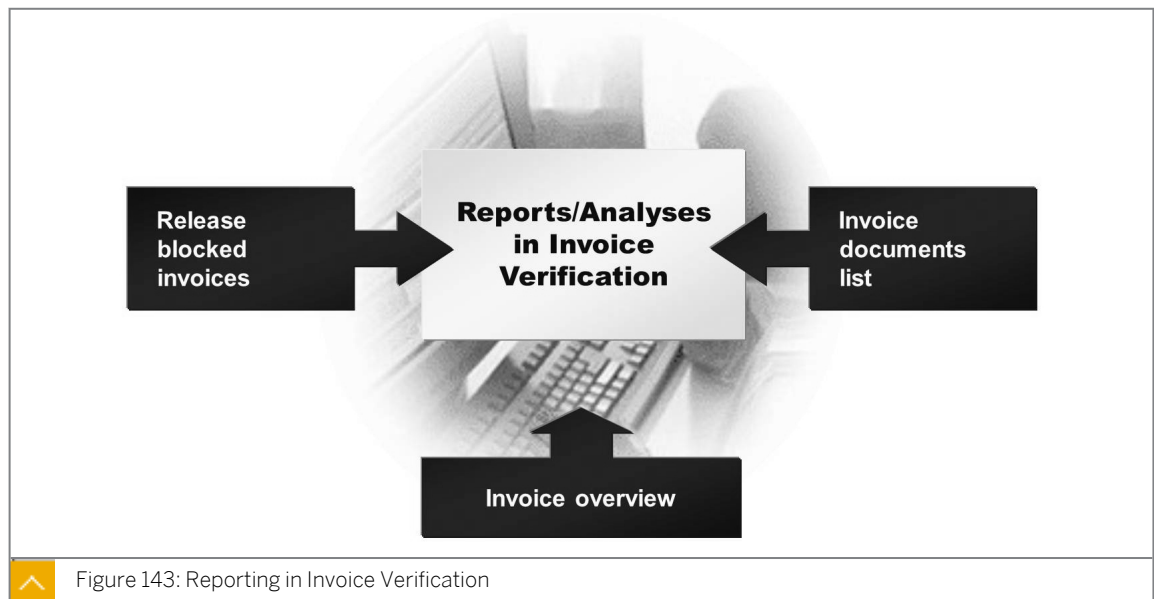 Release
blocked
invoices
Reports/Analyses
in Invoice
Verification
Invoice
documents
list
Invoice overview
Figure 143: Reporting in Invoice Verification